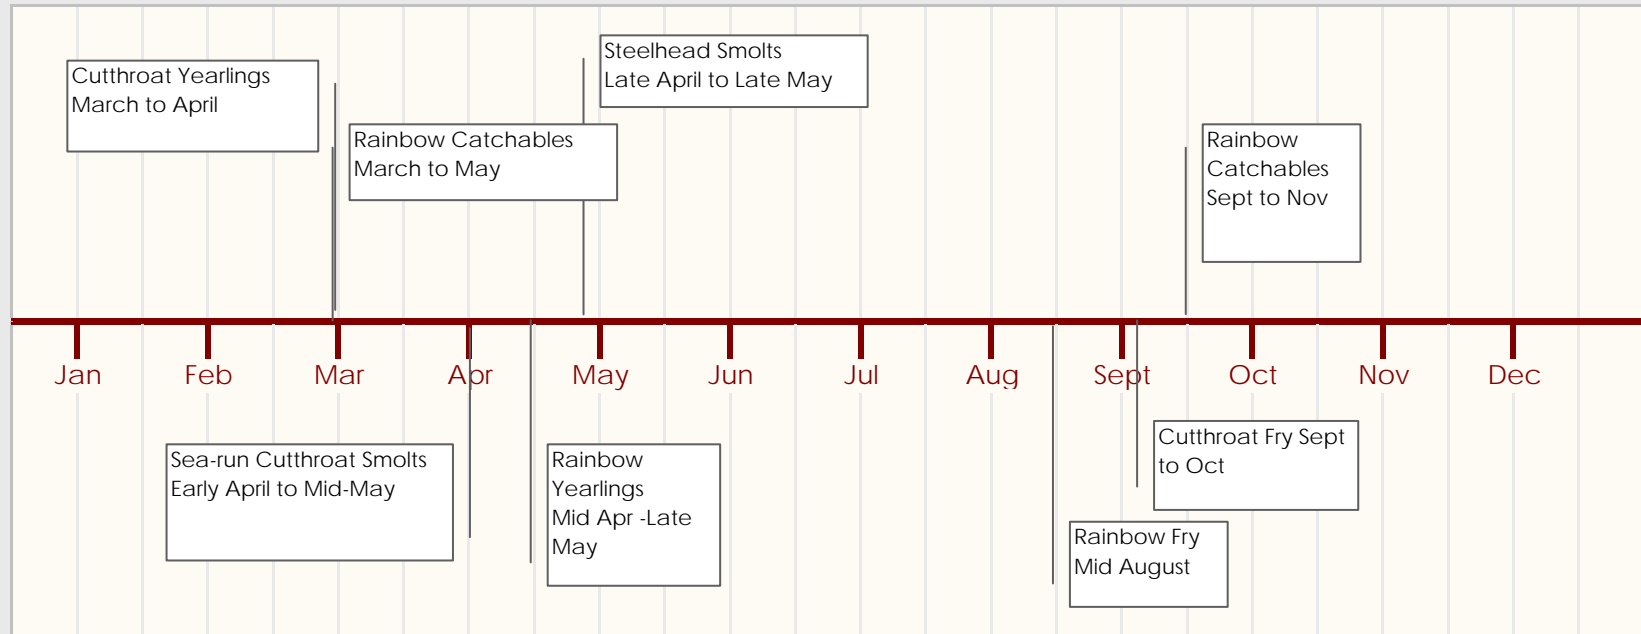 Steelhead Smolts
Late April to Late May
Cutthroat Yearlings
March to April
Rainbow Catchables
March to May
Rainbow
Catchables
Sept to Nov
Jan Feb Mar Apr May Jun Jul Aug Sept Oct Nov Dec
Sea-run Cutthroat Smolts
Early April to Mid-May
Rainbow
Yearlings
Mid Apr -Late
May
Cutthroat Fry Sept
to Oct
Rainbow Fry
Mid August